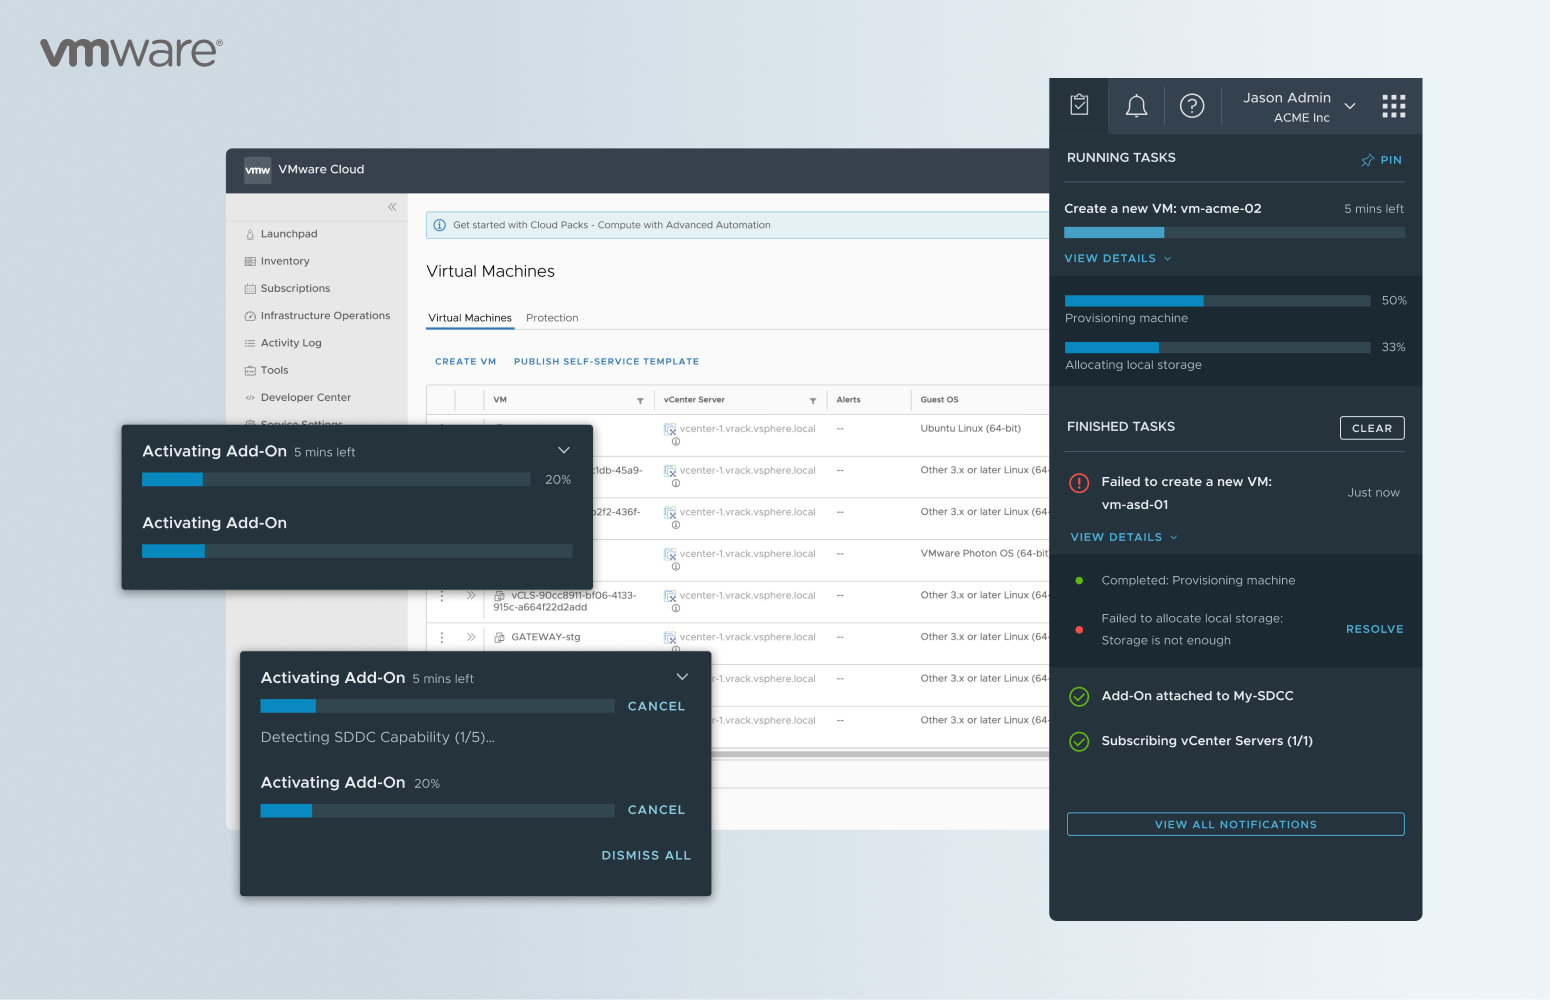 vmware®
vmw VMware Cloud
Launchpad
Inventory
Subscriptions
Infrastructure Operations
Activity Log
Tools
Developer Center
Service Settings
Get started with Cloud Packs - Compute with Advanced Automation
Virtual Machines
Virtual Machines Protection
CREATE VM PUBLISH SELF-SERVICE TEMPLATE
VM vCenter Server Alerts Guest OS
vcenter-1.vrack.vsphere.local -- Ubuntu Linux (64-bit)
1db-45a9- vcenter-1.vrack.vsphere.local -- Other 3.x or later Linux (64-
b2f2-436f- vcenter-1.vrack.vsphere.local -- Other 3.x or later Linux (64-
vcenter-1.vrack.vsphere.local -- VMware Photon OS (64-bit
vCLS-90cc8911-bf06-4133- vcenter-1.vrack.vsphere.local -- Other 3.x or later Linux (64-
915c-a664f22d2add
GATEWAY-stg vcenter-1.vrack.vsphere.local -- Other 3.x or later Linux (64-
r-1.vrack.vsphere.local -- Other 3.x or later Linux (64-
r-1.vrack.vsphere.local -- Other 3.x or later Linux (64-
Activating Add-On 5 mins left
20%
Activating Add-On
Activating Add-On 5 mins left
CANCEL
Detecting SDDC Capability (1/5)...
Activating Add-On 20%
CANCEL
DISMISS ALL
Jason Admin
ACME Inc
RUNNING TASKS PIN
Create a new VM: vm-acme-02 5 mins left
VIEW DETAILS
50%
Provisioning machine
33%
Allocating local storage
FINISHED TASKS CLEAR
Failed to create a new VM:
vm-asd-01
Just now
VIEW DETAILS
Completed: Provisioning machine
Failed to allocate local storage:
Storage is not enough
RESOLVE
Add-On attached to My-SDCC
Subscribing vCenter Servers (1/1)
VIEW ALL NOTIFICATIONS